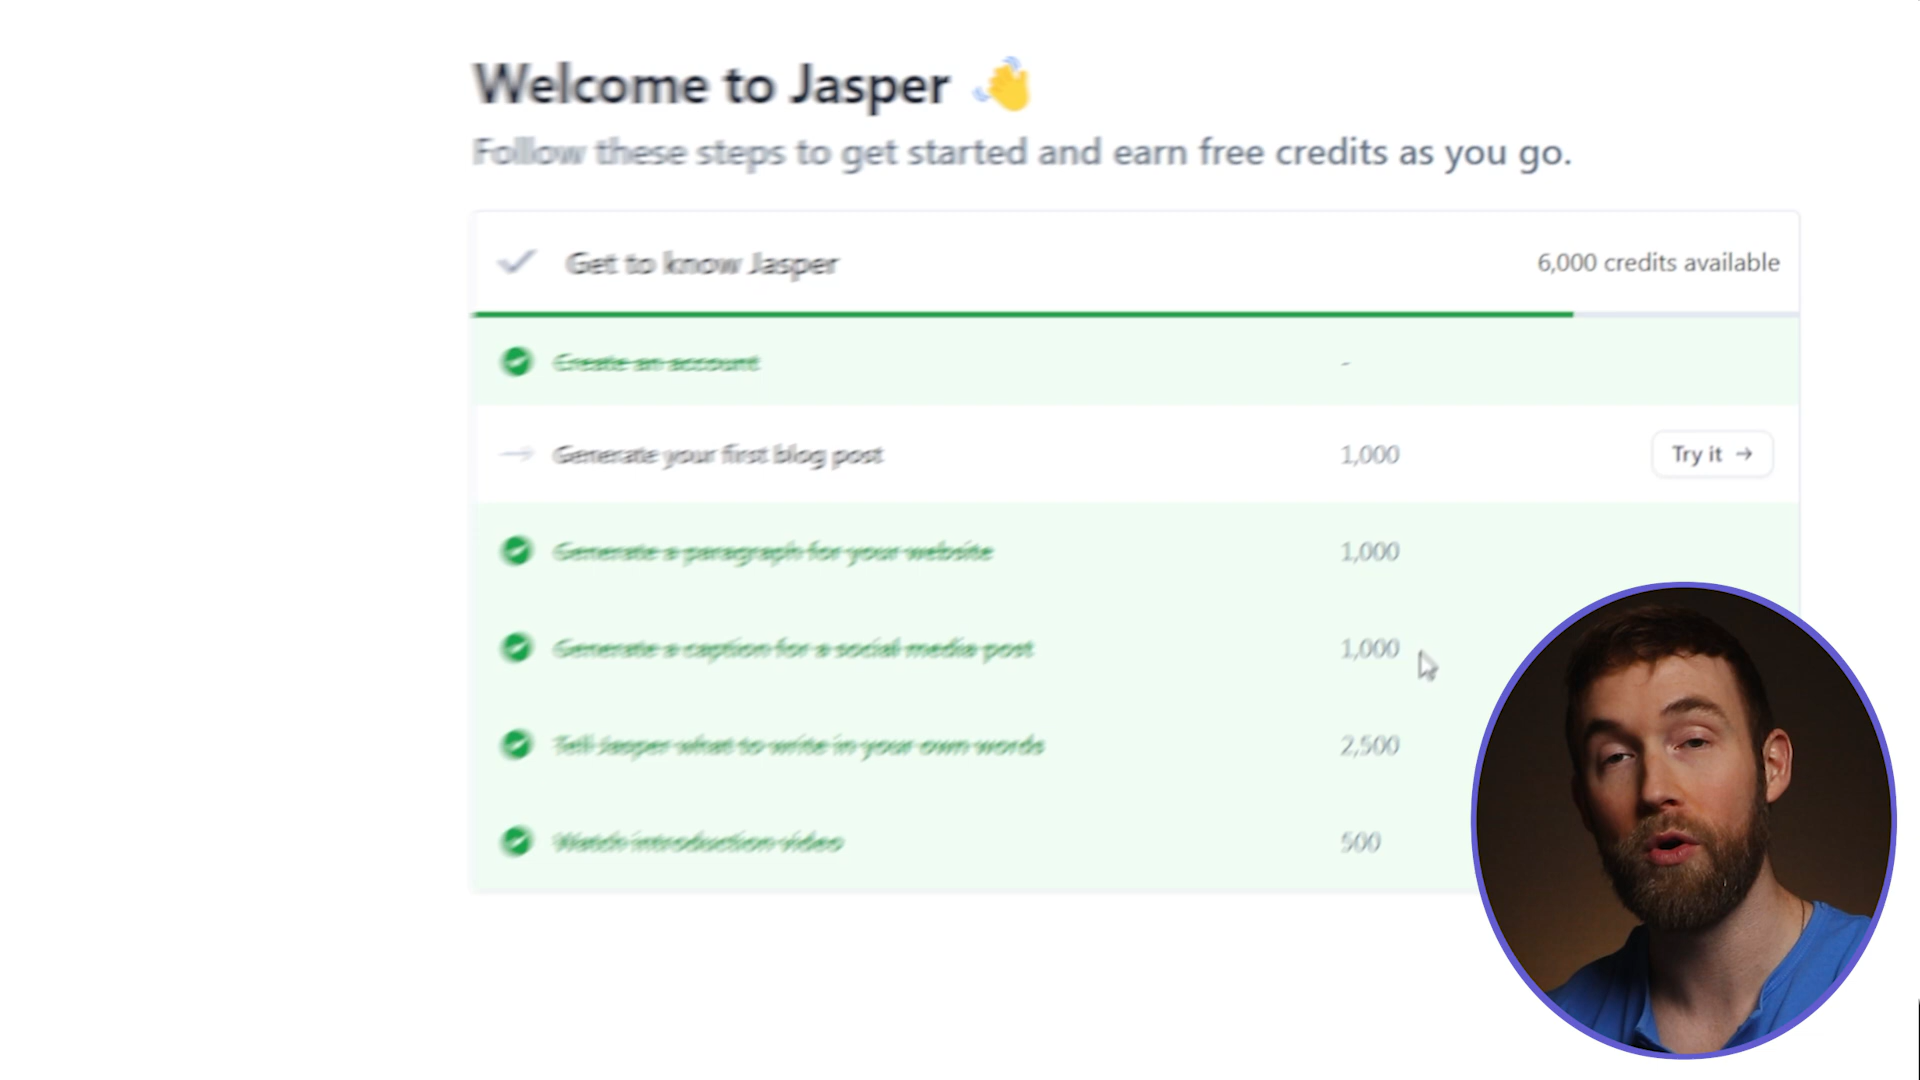 Welcome to Jasper 👋
Follow these steps to get started and earn free credits as you go.
Get to know Jasper 6,000 credits available
Create an account -
Generate your first blog post 1,000 Try it →
Generate a paragraph for your website 1,000
Generate a caption for a social media post 1,000
Tell Jasper what to write in your own words 2,500
Watch introduction video 500